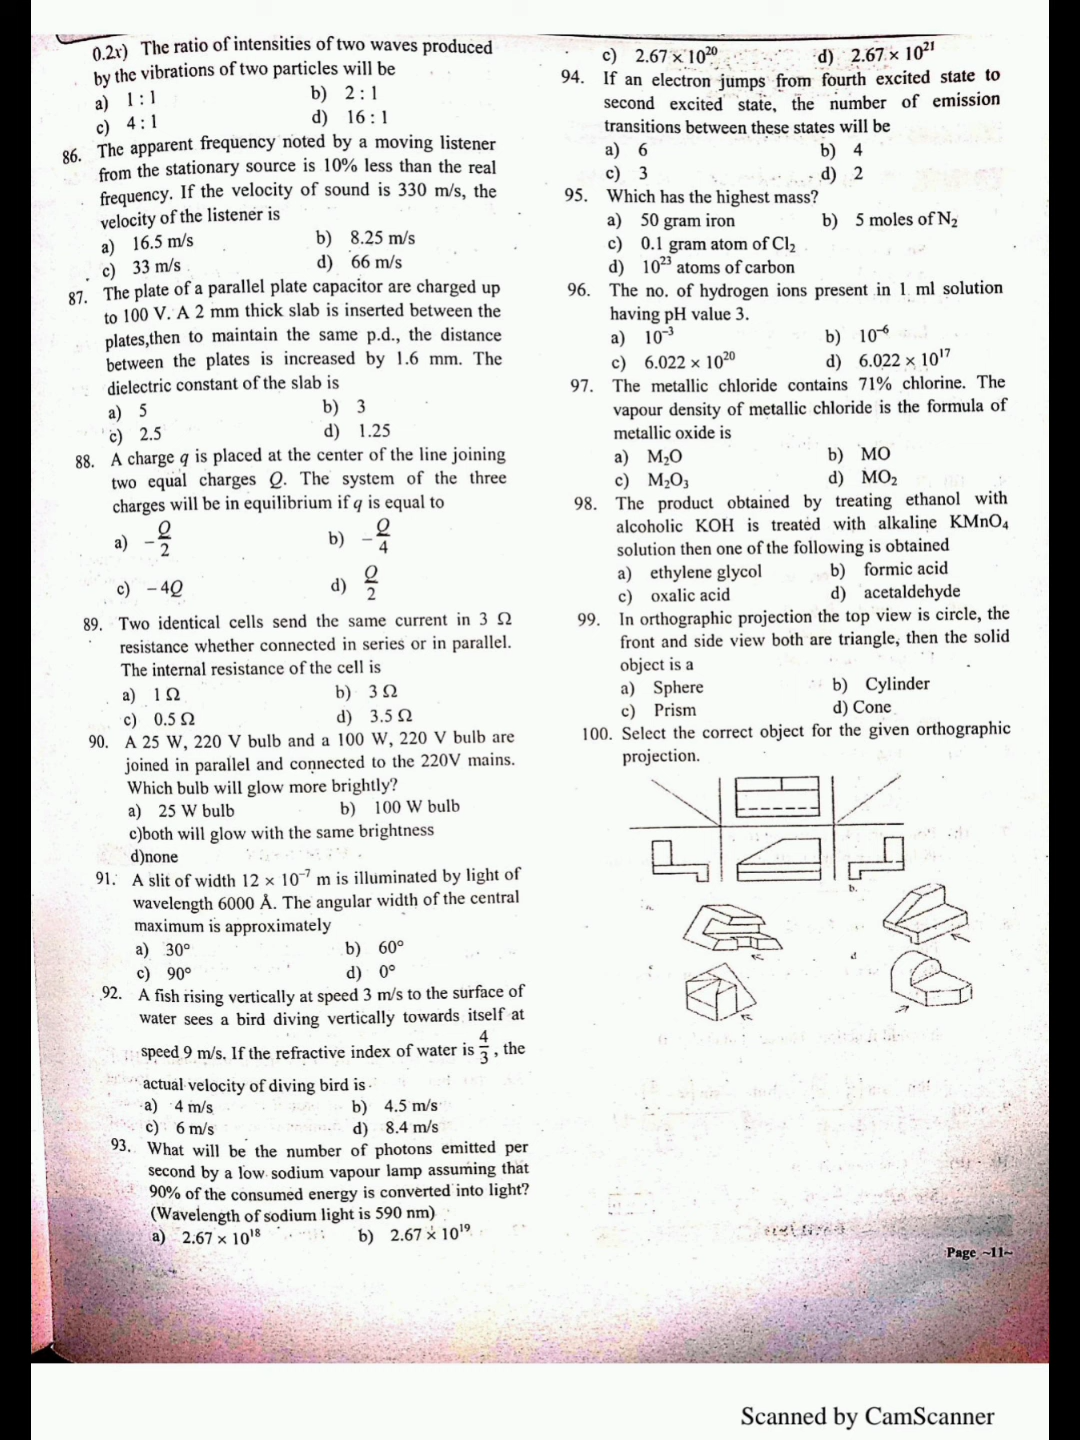 0.2x) The ratio of intensities of two waves produced
by the vibrations of two particles will be
a) 1 : 1 b) 2 : 1
c) 4 : 1 d) 16 : 1
86. The apparent frequency noted by a moving listener
from the stationary source is 10% less than the real
frequency. If the velocity of sound is 330 m/s, the
velocity of the listener is
a) 16.5 m/s b) 8.25 m/s
c) 33 m/s d) 66 m/s
87. The plate of a parallel plate capacitor are charged up
to 100 V. A 2 mm thick slab is inserted between the
plates,then to maintain the same p.d., the distance
between the plates is increased by 1.6 mm. The
dielectric constant of the slab is
a) 5 b) 3
c) 2.5 d) 1.25
88. A charge q is placed at the center of the line joining
two equal charges Q. The system of the three
charges will be in equilibrium if q is equal to
a) −Q/2 b) −Q/4
c) −4Q d) Q/2
89. Two identical cells send the same current in 3 Ω
resistance whether connected in series or in parallel.
The internal resistance of the cell is
a) 1 Ω b) 3 Ω
c) 0.5 Ω d) 3.5 Ω
90. A 25 W, 220 V bulb and a 100 W, 220 V bulb are
joined in parallel and connected to the 220V mains.
Which bulb will glow more brightly?
a) 25 W bulb b) 100 W bulb
c)both will glow with the same brightness
d)none
91. A slit of width 12 × 10⁻⁷ m is illuminated by light of
wavelength 6000 Å. The angular width of the central
maximum is approximately
a) 30° b) 60°
c) 90° d) 0°
92. A fish rising vertically at speed 3 m/s to the surface of
water sees a bird diving vertically towards itself at
speed 9 m/s. If the refractive index of water is 4/3, the
actual velocity of diving bird is
a) 4 m/s b) 4.5 m/s
c) 6 m/s d) 8.4 m/s
93. What will be the number of photons emitted per
second by a low sodium vapour lamp assuming that
90% of the consumed energy is converted into light?
(Wavelength of sodium light is 590 nm)
a) 2.67 × 10¹⁸ b) 2.67 × 10¹⁹
c) 2.67 × 10²⁰ d) 2.67 × 10²¹
94. If an electron jumps from fourth excited state to
second excited state, the number of emission
transitions between these states will be
a) 6 b) 4
c) 3 d) 2
95. Which has the highest mass?
a) 50 gram iron b) 5 moles of N₂
c) 0.1 gram atom of Cl₂
d) 10²³ atoms of carbon
96. The no. of hydrogen ions present in 1 ml solution
having pH value 3.
a) 10⁻³ b) 10⁻⁶
c) 6.022 × 10²⁰ d) 6.022 × 10¹⁷
97. The metallic chloride contains 71% chlorine. The
vapour density of metallic chloride is the formula of
metallic oxide is
a) M₂O b) MO
c) M₂O₃ d) MO₂
98. The product obtained by treating ethanol with
alcoholic KOH is treated with alkaline KMnO₄
solution then one of the following is obtained
a) ethylene glycol b) formic acid
c) oxalic acid d) acetaldehyde
99. In orthographic projection the top view is circle, the
front and side view both are triangle, then the solid
object is a
a) Sphere b) Cylinder
c) Prism d) Cone
100. Select the correct object for the given orthographic
projection.
b.
d
Page ~11~
Scanned by CamScanner